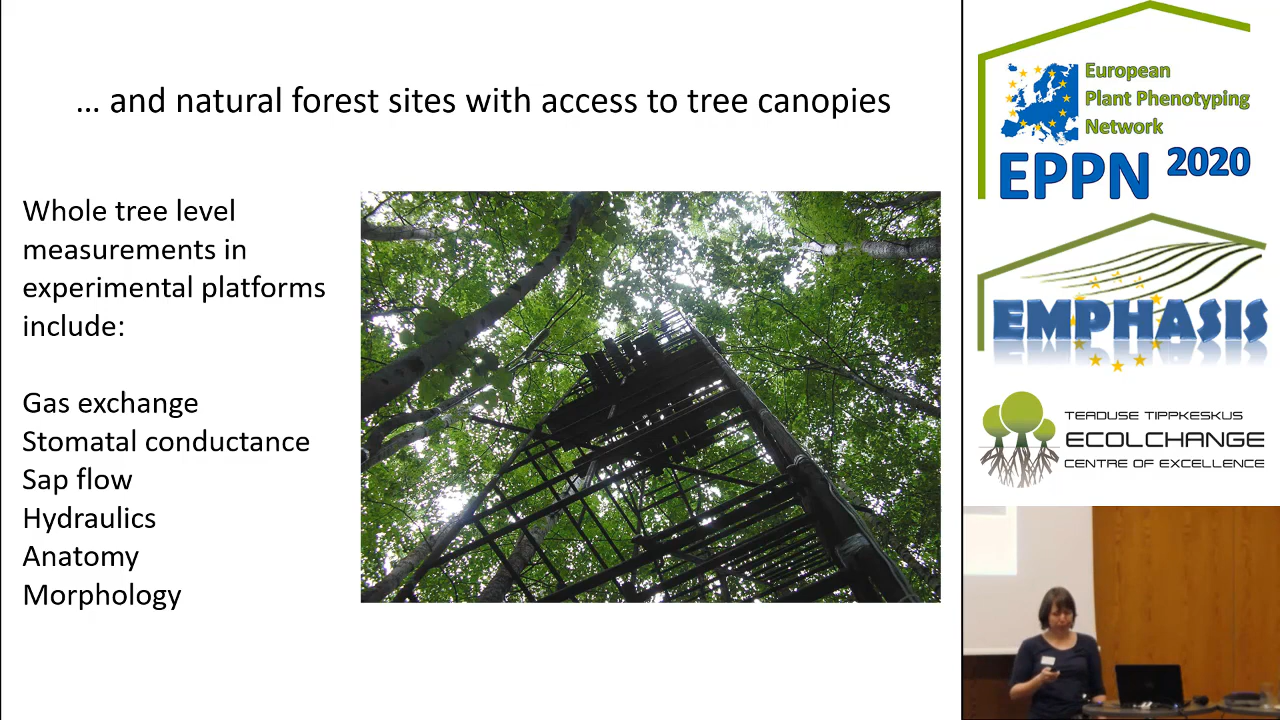 … and natural forest sites with access to tree canopies
Whole tree level
measurements in
experimental platforms
include:
Gas exchange
Stomatal conductance
Sap flow
Hydraulics
Anatomy
Morphology
European
Plant Phenotyping
Network
EPPN 2020
EMPHASIS
TEADUSE TIPPKESKUS
ECOLCHANGE
CENTRE OF EXCELLENCE